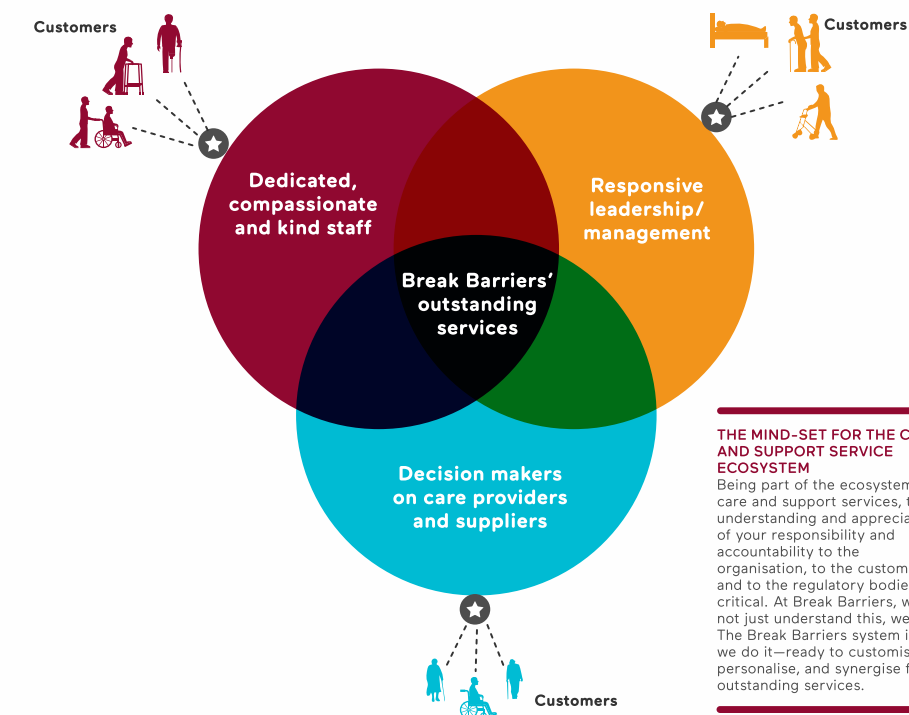 Customers
Customers
Dedicated,
compassionate
and kind staff
Responsive
leadership/
management
Break Barriers’
outstanding
services
Decision makers
on care providers
and suppliers
Customers
THE MIND-SET FOR THE
AND SUPPORT SERVICE
ECOSYSTEM
Being part of the ecosystem
care and support services,
understanding and
of your responsibility and
accountability to the
organisation, to the
and to the regulatory
critical. At Break Barriers,
not just understand this,
The Break Barriers system
we do it—ready to
personalise, and synergise
outstanding services.